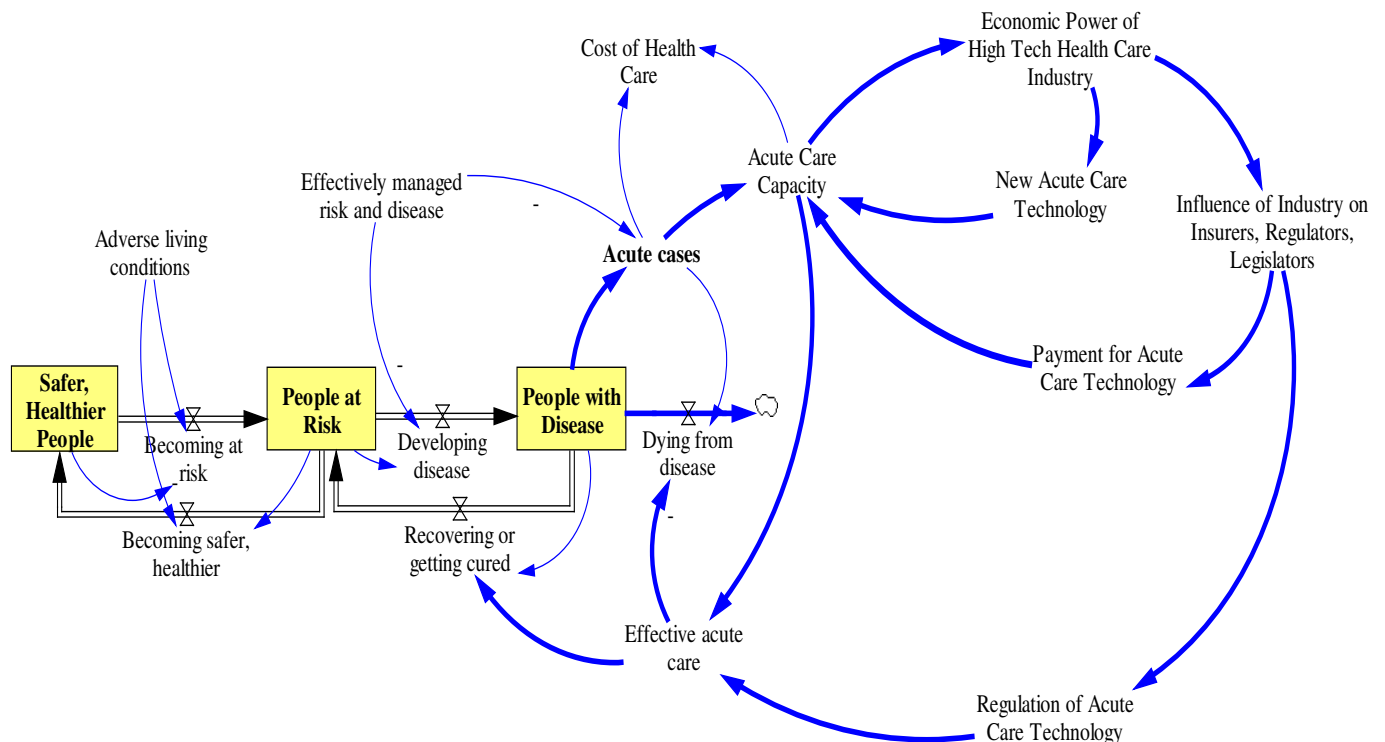 Economic Power of
High Tech Health Care
Industry
Cost of Health
Care
Acute Care
Capacity
New Acute Care
Technology
Effectively managed
risk and disease
-
Influence of Industry on
Insurers, Regulators,
Legislators
Adverse living
conditions
Acute cases
Payment for Acute
Care Technology
-
Safer,
Healthier
People
People at
Risk
People with
Disease
Becoming at
risk
-
Developing
disease
Dying from
disease
-
Becoming safer,
healthier
Recovering or
getting cured
Effective acute
care
Regulation of Acute
Care Technology